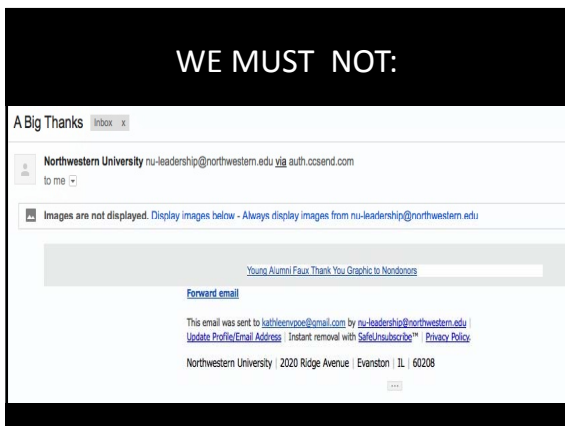 WE MUST NOT:
A Big Thanks Inbox x
Northwestern University nu-leadership@northwestern.edu via auth.ccsend.com
to me
Images are not displayed. Display images below - Always display images from nu-leadership@northwestern.edu
Young Alumni Faux Thank You Graphic to Nondonors
Forward email
This email was sent to kathleenvpoe@gmail.com by nu-leadership@northwestern.edu |
Update Profile/Email Address | Instant removal with SafeUnsubscribe™ | Privacy Policy.
Northwestern University | 2020 Ridge Avenue | Evanston | IL | 60208
...